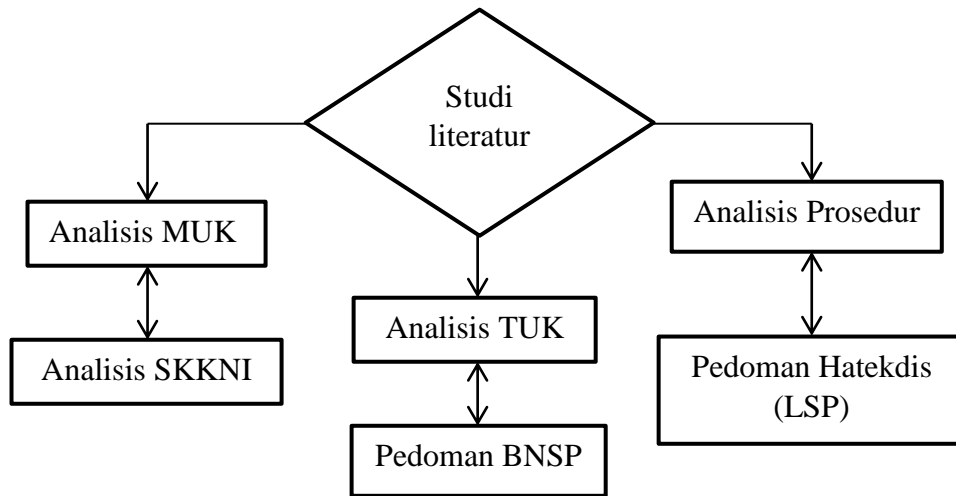 Studi
literatur
Analisis MUK
Analisis SKKNI
Analisis TUK
Pedoman BNSP
Analisis Prosedur
Pedoman Hatekdis
(LSP)